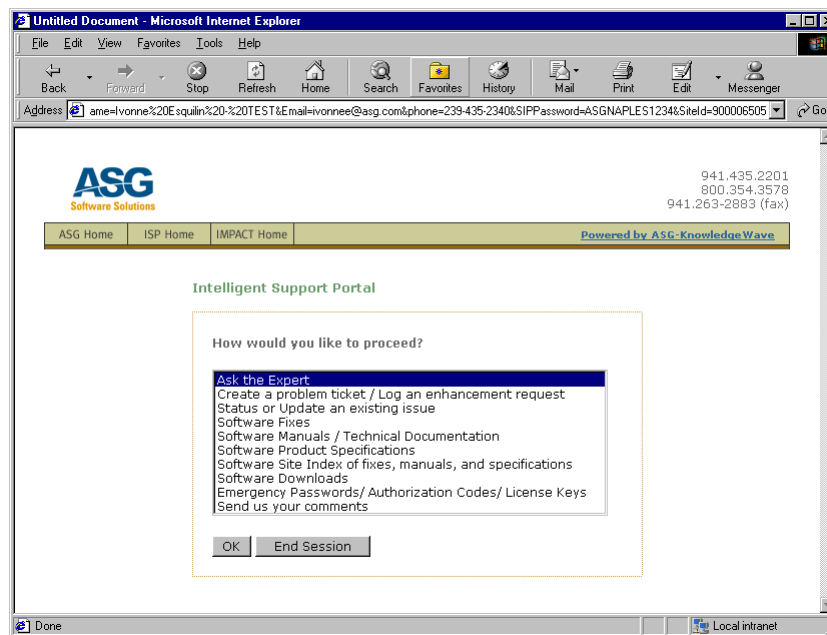 Untitled Document - Microsoft Internet Explorer
File Edit View Favorites Tools Help
Back Forward Stop Refresh Home Search Favorites History Mail Print Edit Messenger
Address ame=Ivonne%20Esquilin%20-%20TEST&Email=ivonnee@asg.com&phone=239-435-2340&SIPPassword=ASGNAPLES1234&SiteId=900006505 Go
ASG
Software Solutions
941.435.2201
800.354.3578
941.263-2883 (fax)
ASG Home ISP Home IMPACT Home Powered by ASG-KnowledgeWave
Intelligent Support Portal
How would you like to proceed?
Ask the Expert
Create a problem ticket / Log an enhancement request
Status or Update an existing issue
Software Fixes
Software Manuals / Technical Documentation
Software Product Specifications
Software Site Index of fixes, manuals, and specifications
Software Downloads
Emergency Passwords/ Authorization Codes/ License Keys
Send us your comments
OK End Session
Done Local intranet